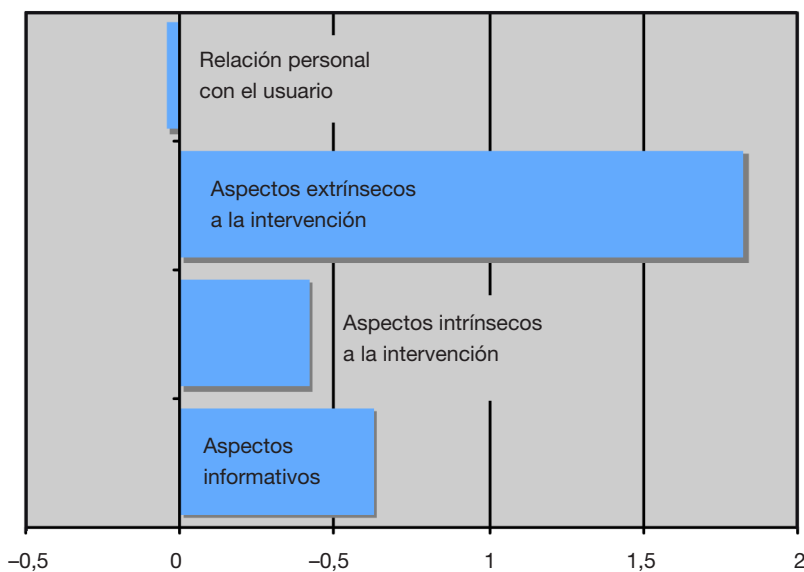 Relación personal
con el usuario
Aspectos extrínsecos
a la intervención
Aspectos intrínsecos
a la intervención
Aspectos
informativos
–0,5 0 –0,5 1 1,5 2